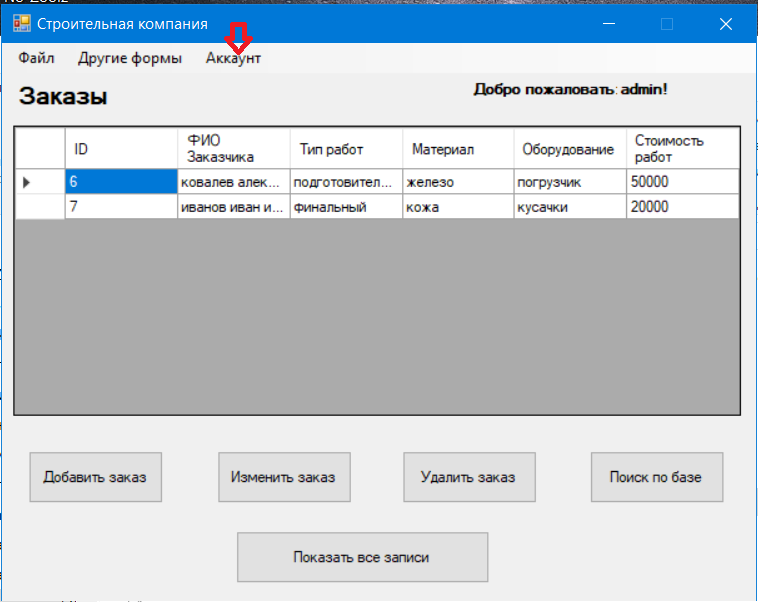 Строительная компания
Файл Другие формы Аккаунт
Заказы
Добро пожаловать: admin!
ID ФИО Заказчика Тип работ Материал Оборудование Стоимость работ
6 ковалев алек... подготовител... железо погрузчик 50000
7 иванов иван и... финальный кожа кусачки 20000
Добавить заказ Изменить заказ Удалить заказ Поиск по базе
Показать все записи